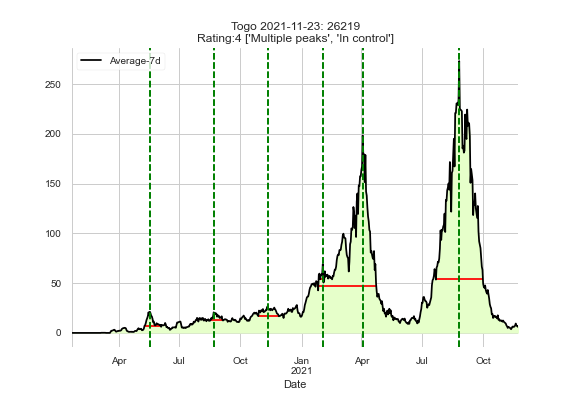 Togo 2021-11-23: 26219
Rating:4 ['Multiple peaks', 'In control']
Average-7d
250
200
150
100
50
0
Apr
Jul
Oct
Jan
2021
Apr
Jul
Oct
Date